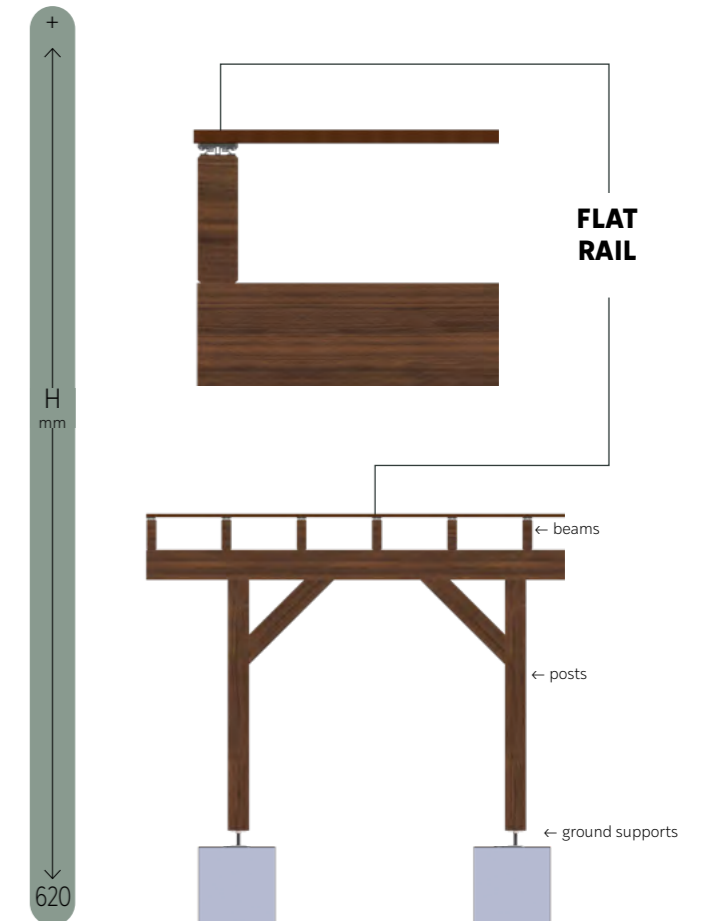 +
FLAT
RAIL
H
mm
← beams
← posts
← ground supports
620